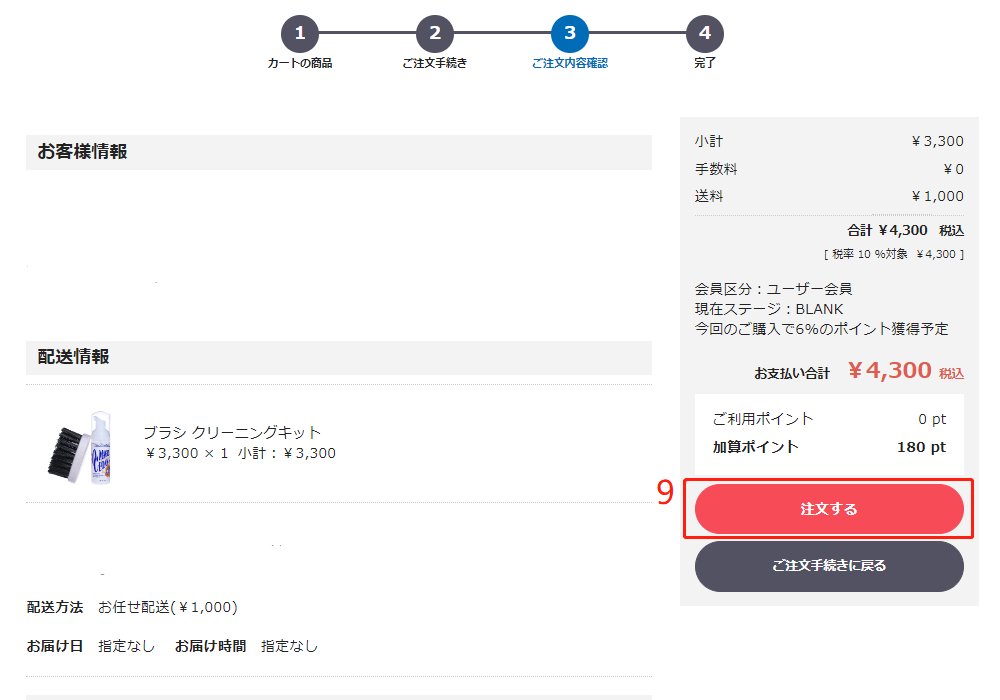 1 2 3 4
カートの商品 ご注文手続き ご注文内容確認 完了
お客様情報
配送情報
ブラシ クリーニングキット
¥3,300 × 1 小計：¥3,300
配送方法 お任せ配送(¥1,000)
お届け日 指定なし お届け時間 指定なし
小計 ¥3,300
手数料 ¥0
送料 ¥1,000
合計 ¥4,300 税込
[ 税率 10 %対象 ¥4,300 ]
会員区分：ユーザー会員
現在ステージ：BLANK
今回のご購入で6%のポイント獲得予定
お支払い合計 ¥4,300 税込
ご利用ポイント 0 pt
加算ポイント 180 pt
9
注文する
ご注文手続きに戻る